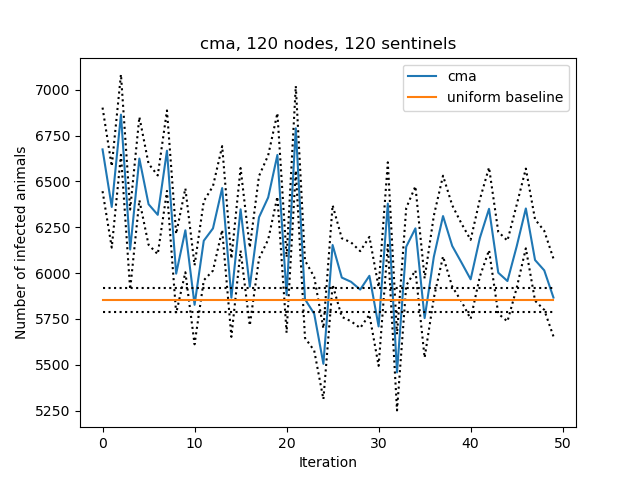 cma, 120 nodes, 120 sentinels
cma
uniform baseline
Number of infected animals
7000
6750
6500
6250
6000
5750
5500
5250
0 10 20 30 40 50
Iteration